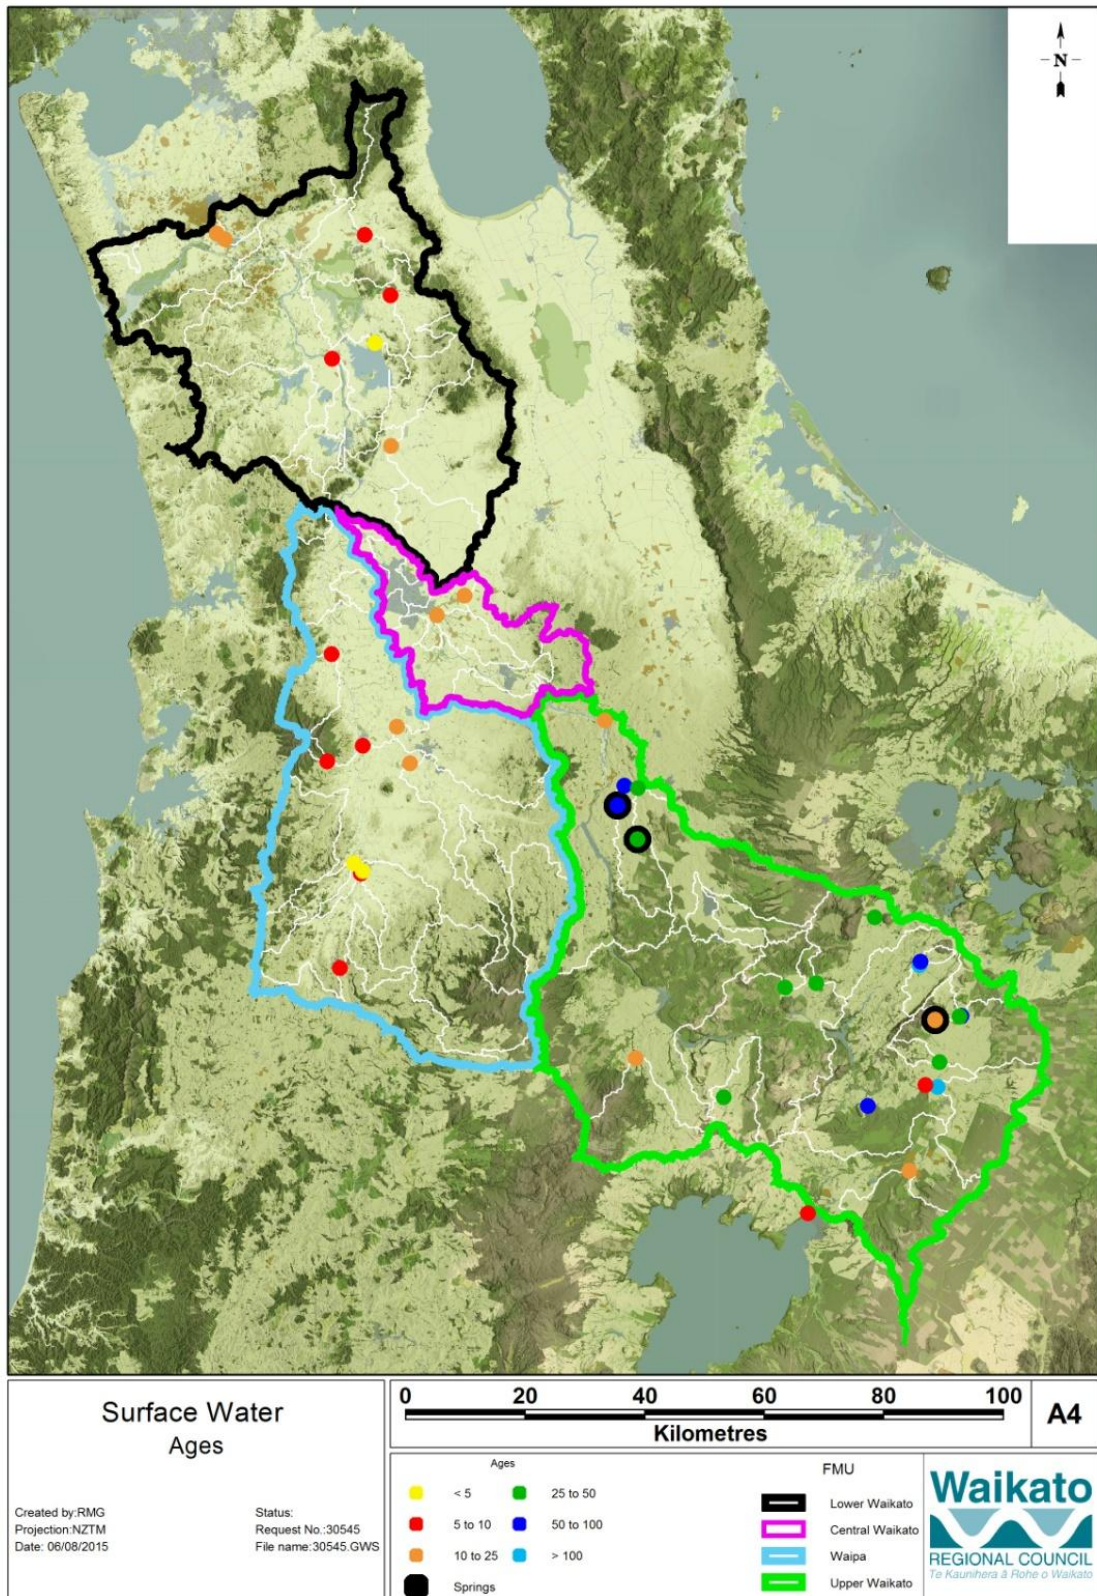 N
0 20 40 60 80 100
Kilometres
A4
Surface Water
Ages
Created by:RMG
Projection:NZTM
Date: 06/08/2015
Status:
Request No.:30545
File name:30545.GWS
Ages
< 5
5 to 10
10 to 25
Springs
25 to 50
50 to 100
> 100
FMU
Lower Waikato
Central Waikato
Waipa
Upper Waikato
Waikato
REGIONAL COUNCIL
Te Kaunihera ā Rohe o Waikato